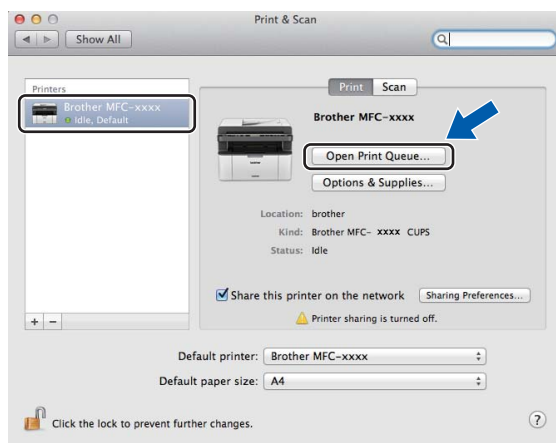 Print & Scan
Show All
Printers
Brother MFC-xxxx
Idle, Default
Print Scan
Brother MFC-xxxx
Open Print Queue...
Options & Supplies...
Location: brother
Kind: Brother MFC- xxxx CUPS
Status: Idle
Share this printer on the network Sharing Preferences...
Printer sharing is turned off.
+ −
Default printer: Brother MFC-xxxx
Default paper size: A4
Click the lock to prevent further changes.
?